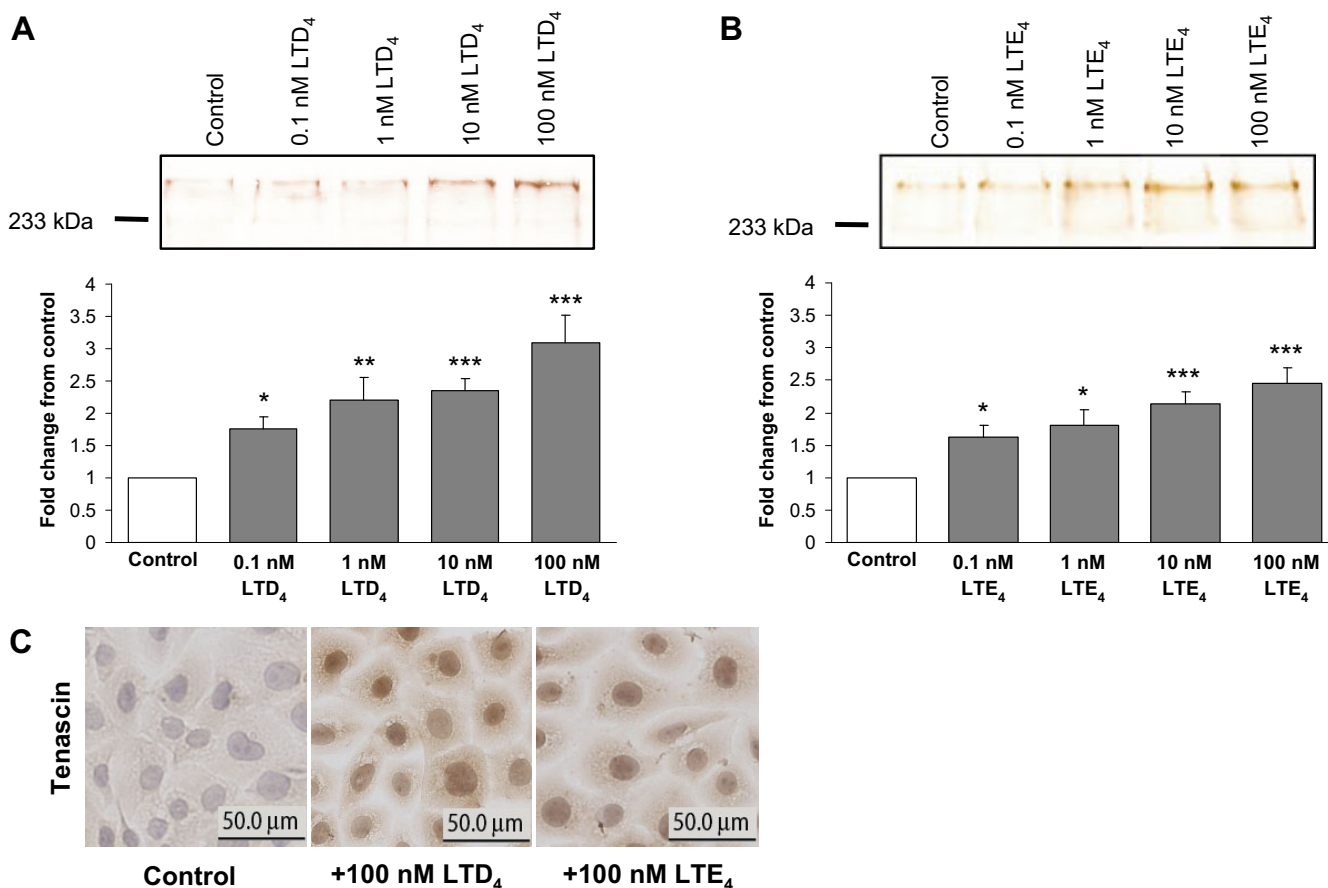 A
Control
0.1 nM LTD₄
1 nM LTD₄
10 nM LTD₄
100 nM LTD₄
233 kDa
Fold change from control
4
3.5
3
2.5
2
1.5
1
0.5
0
*
**
***
***
Control
0.1 nM LTD₄
1 nM LTD₄
10 nM LTD₄
100 nM LTD₄
B
Control
0.1 nM LTE₄
1 nM LTE₄
10 nM LTE₄
100 nM LTE₄
233 kDa
Fold change from control
4
3.5
3
2.5
2
1.5
1
0.5
0
*
*
***
***
Control
0.1 nM LTE₄
1 nM LTE₄
10 nM LTE₄
100 nM LTE₄
C
Tenascin
50.0 µm
50.0 µm
50.0 µm
Control
+100 nM LTD₄
+100 nM LTE₄